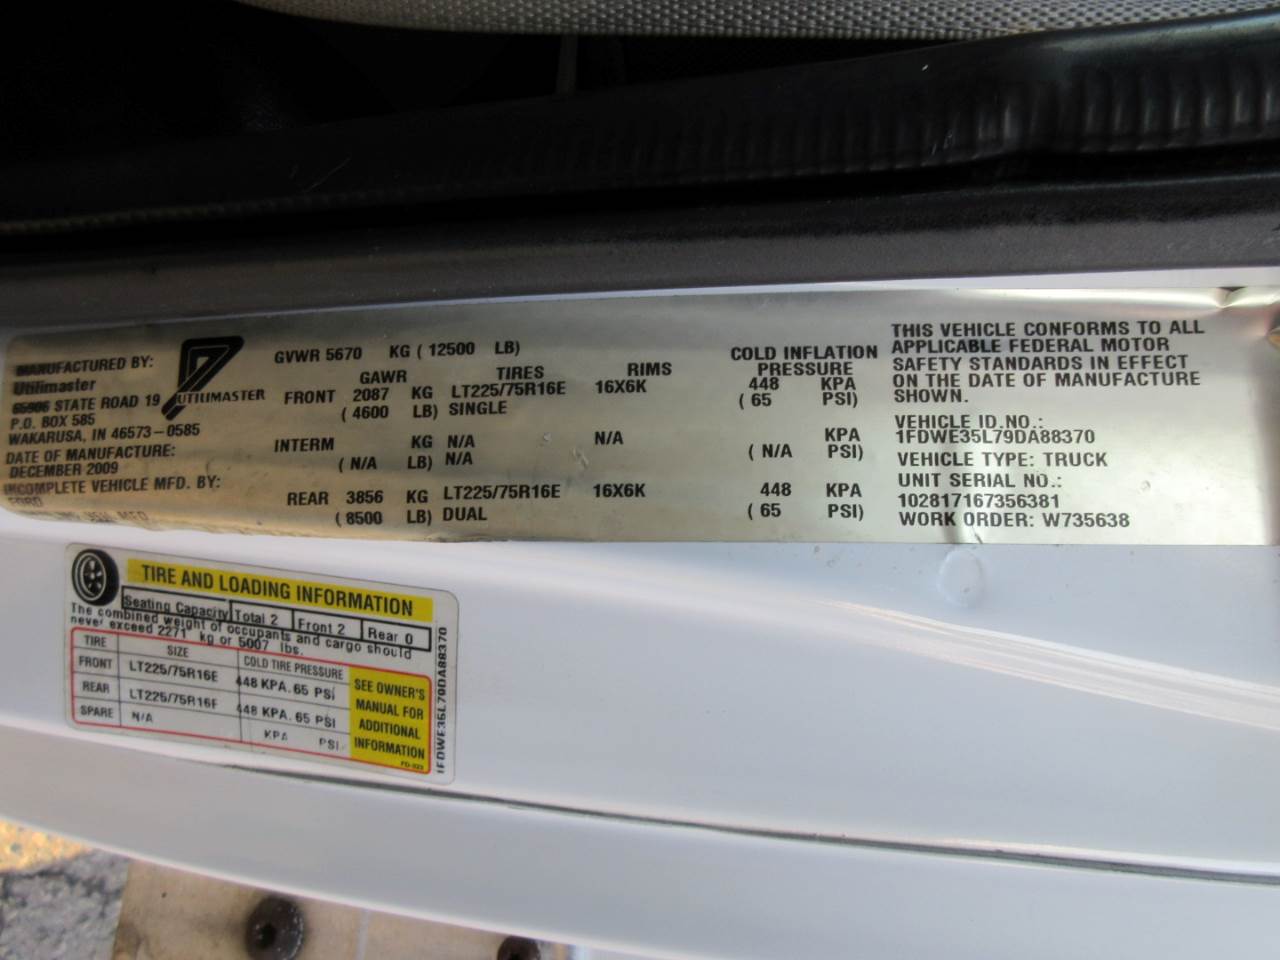 MANUFACTURED BY:
Utilimaster
65906 STATE ROAD 19
P.O. BOX 585
WAKARUSA, IN 46573-0585
DATE OF MANUFACTURE:
DECEMBER 2009
INCOMPLETE VEHICLE MFD. BY:
FORD
MFD.
UTILIMASTER
GVWR 5670 KG ( 12500 LB)
GAWR TIRES RIMS COLD INFLATION PRESSURE
FRONT 2087 KG LT225/75R16E 16X6K 448 KPA
( 4600 LB) SINGLE ( 65 PSI)
INTERM KG N/A N/A KPA
( N/A LB) N/A ( N/A PSI)
REAR 3856 KG LT225/75R16E 16X6K 448 KPA
( 8500 LB) DUAL ( 65 PSI)
THIS VEHICLE CONFORMS TO ALL
APPLICABLE FEDERAL MOTOR
SAFETY STANDARDS IN EFFECT
ON THE DATE OF MANUFACTURE
SHOWN.
VEHICLE ID.NO.:
1FDWE35L79DA88370
VEHICLE TYPE: TRUCK
UNIT SERIAL NO.:
102817167356381
WORK ORDER: W735638
TIRE AND LOADING INFORMATION
Seating Capacity Total 2 Front 2 Rear 0
The combined weight of occupants and cargo should
never exceed 2271 kg or 5007 lbs.
TIRE SIZE COLD TIRE PRESSURE
FRONT LT225/75R16E 448 KPA. 65 PSI
REAR LT225/75R16F 448 KPA. 65 PSI
SPARE N/A KPA PSI
SEE OWNER'S
MANUAL FOR
ADDITIONAL
INFORMATION
1FDWE35L79DA88370